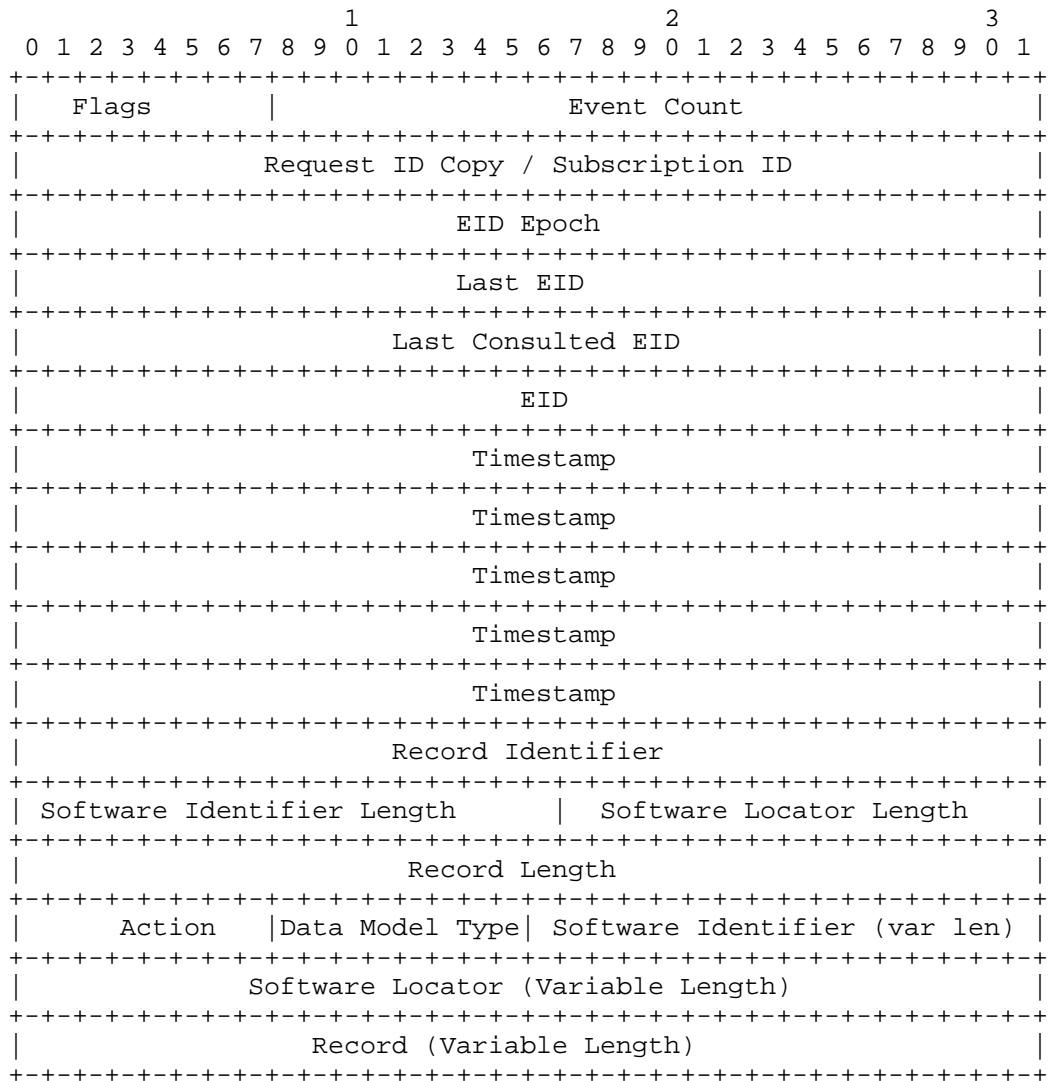 1                   2                   3
 0 1 2 3 4 5 6 7 8 9 0 1 2 3 4 5 6 7 8 9 0 1 2 3 4 5 6 7 8 9 0 1
+-+-+-+-+-+-+-+-+-+-+-+-+-+-+-+-+-+-+-+-+-+-+-+-+-+-+-+-+-+-+-+-+
|   Flags       |                  Event Count                  |
+-+-+-+-+-+-+-+-+-+-+-+-+-+-+-+-+-+-+-+-+-+-+-+-+-+-+-+-+-+-+-+-+
|               Request ID Copy / Subscription ID               |
+-+-+-+-+-+-+-+-+-+-+-+-+-+-+-+-+-+-+-+-+-+-+-+-+-+-+-+-+-+-+-+-+
|                           EID Epoch                           |
+-+-+-+-+-+-+-+-+-+-+-+-+-+-+-+-+-+-+-+-+-+-+-+-+-+-+-+-+-+-+-+-+
|                           Last EID                            |
+-+-+-+-+-+-+-+-+-+-+-+-+-+-+-+-+-+-+-+-+-+-+-+-+-+-+-+-+-+-+-+-+
|                       Last Consulted EID                      |
+-+-+-+-+-+-+-+-+-+-+-+-+-+-+-+-+-+-+-+-+-+-+-+-+-+-+-+-+-+-+-+-+
|                               EID                             |
+-+-+-+-+-+-+-+-+-+-+-+-+-+-+-+-+-+-+-+-+-+-+-+-+-+-+-+-+-+-+-+-+
|                            Timestamp                          |
+-+-+-+-+-+-+-+-+-+-+-+-+-+-+-+-+-+-+-+-+-+-+-+-+-+-+-+-+-+-+-+-+
|                            Timestamp                          |
+-+-+-+-+-+-+-+-+-+-+-+-+-+-+-+-+-+-+-+-+-+-+-+-+-+-+-+-+-+-+-+-+
|                            Timestamp                          |
+-+-+-+-+-+-+-+-+-+-+-+-+-+-+-+-+-+-+-+-+-+-+-+-+-+-+-+-+-+-+-+-+
|                            Timestamp                          |
+-+-+-+-+-+-+-+-+-+-+-+-+-+-+-+-+-+-+-+-+-+-+-+-+-+-+-+-+-+-+-+-+
|                            Timestamp                          |
+-+-+-+-+-+-+-+-+-+-+-+-+-+-+-+-+-+-+-+-+-+-+-+-+-+-+-+-+-+-+-+-+
|                       Record Identifier                       |
+-+-+-+-+-+-+-+-+-+-+-+-+-+-+-+-+-+-+-+-+-+-+-+-+-+-+-+-+-+-+-+-+
| Software Identifier Length      |  Software Locator Length    |
+-+-+-+-+-+-+-+-+-+-+-+-+-+-+-+-+-+-+-+-+-+-+-+-+-+-+-+-+-+-+-+-+
|                        Record Length                          |
+-+-+-+-+-+-+-+-+-+-+-+-+-+-+-+-+-+-+-+-+-+-+-+-+-+-+-+-+-+-+-+-+
|      Action   |Data Model Type| Software Identifier (var len) |
+-+-+-+-+-+-+-+-+-+-+-+-+-+-+-+-+-+-+-+-+-+-+-+-+-+-+-+-+-+-+-+-+
|              Software Locator (Variable Length)               |
+-+-+-+-+-+-+-+-+-+-+-+-+-+-+-+-+-+-+-+-+-+-+-+-+-+-+-+-+-+-+-+-+
|                  Record (Variable Length)                     |
+-+-+-+-+-+-+-+-+-+-+-+-+-+-+-+-+-+-+-+-+-+-+-+-+-+-+-+-+-+-+-+-+